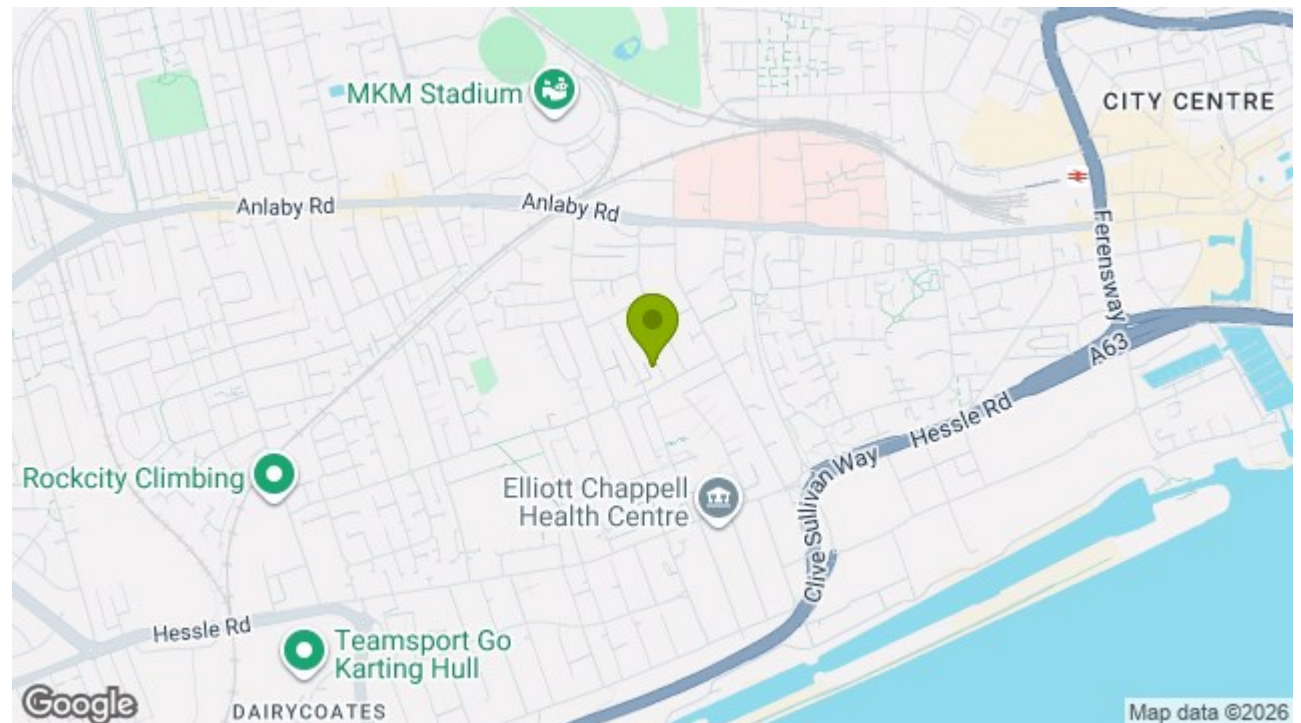 MKM Stadium
CITY CENTRE
Anlaby Rd
Anlaby Rd
Ferensway
A63
Hessle Rd
Rockcity Climbing
Elliott Chappell
Health Centre
Clive Sullivan Way
Hessle Rd
Teamsport Go
Karting Hull
DAIRYCOATES
Google
Map data ©2026